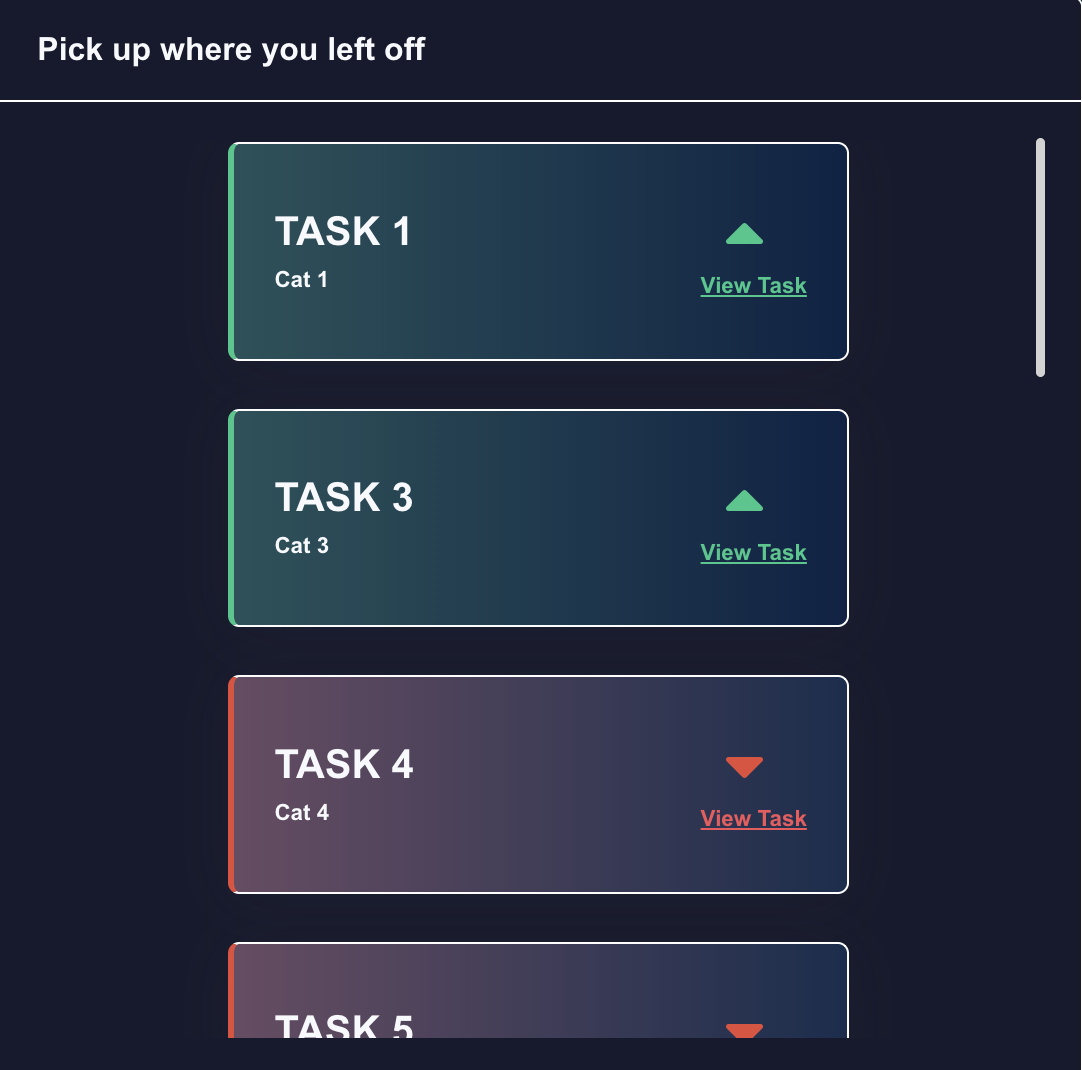 Pick up where you left off
TASK 1
Cat 1
View Task
TASK 3
Cat 3
View Task
TASK 4
Cat 4
View Task
TASK 5